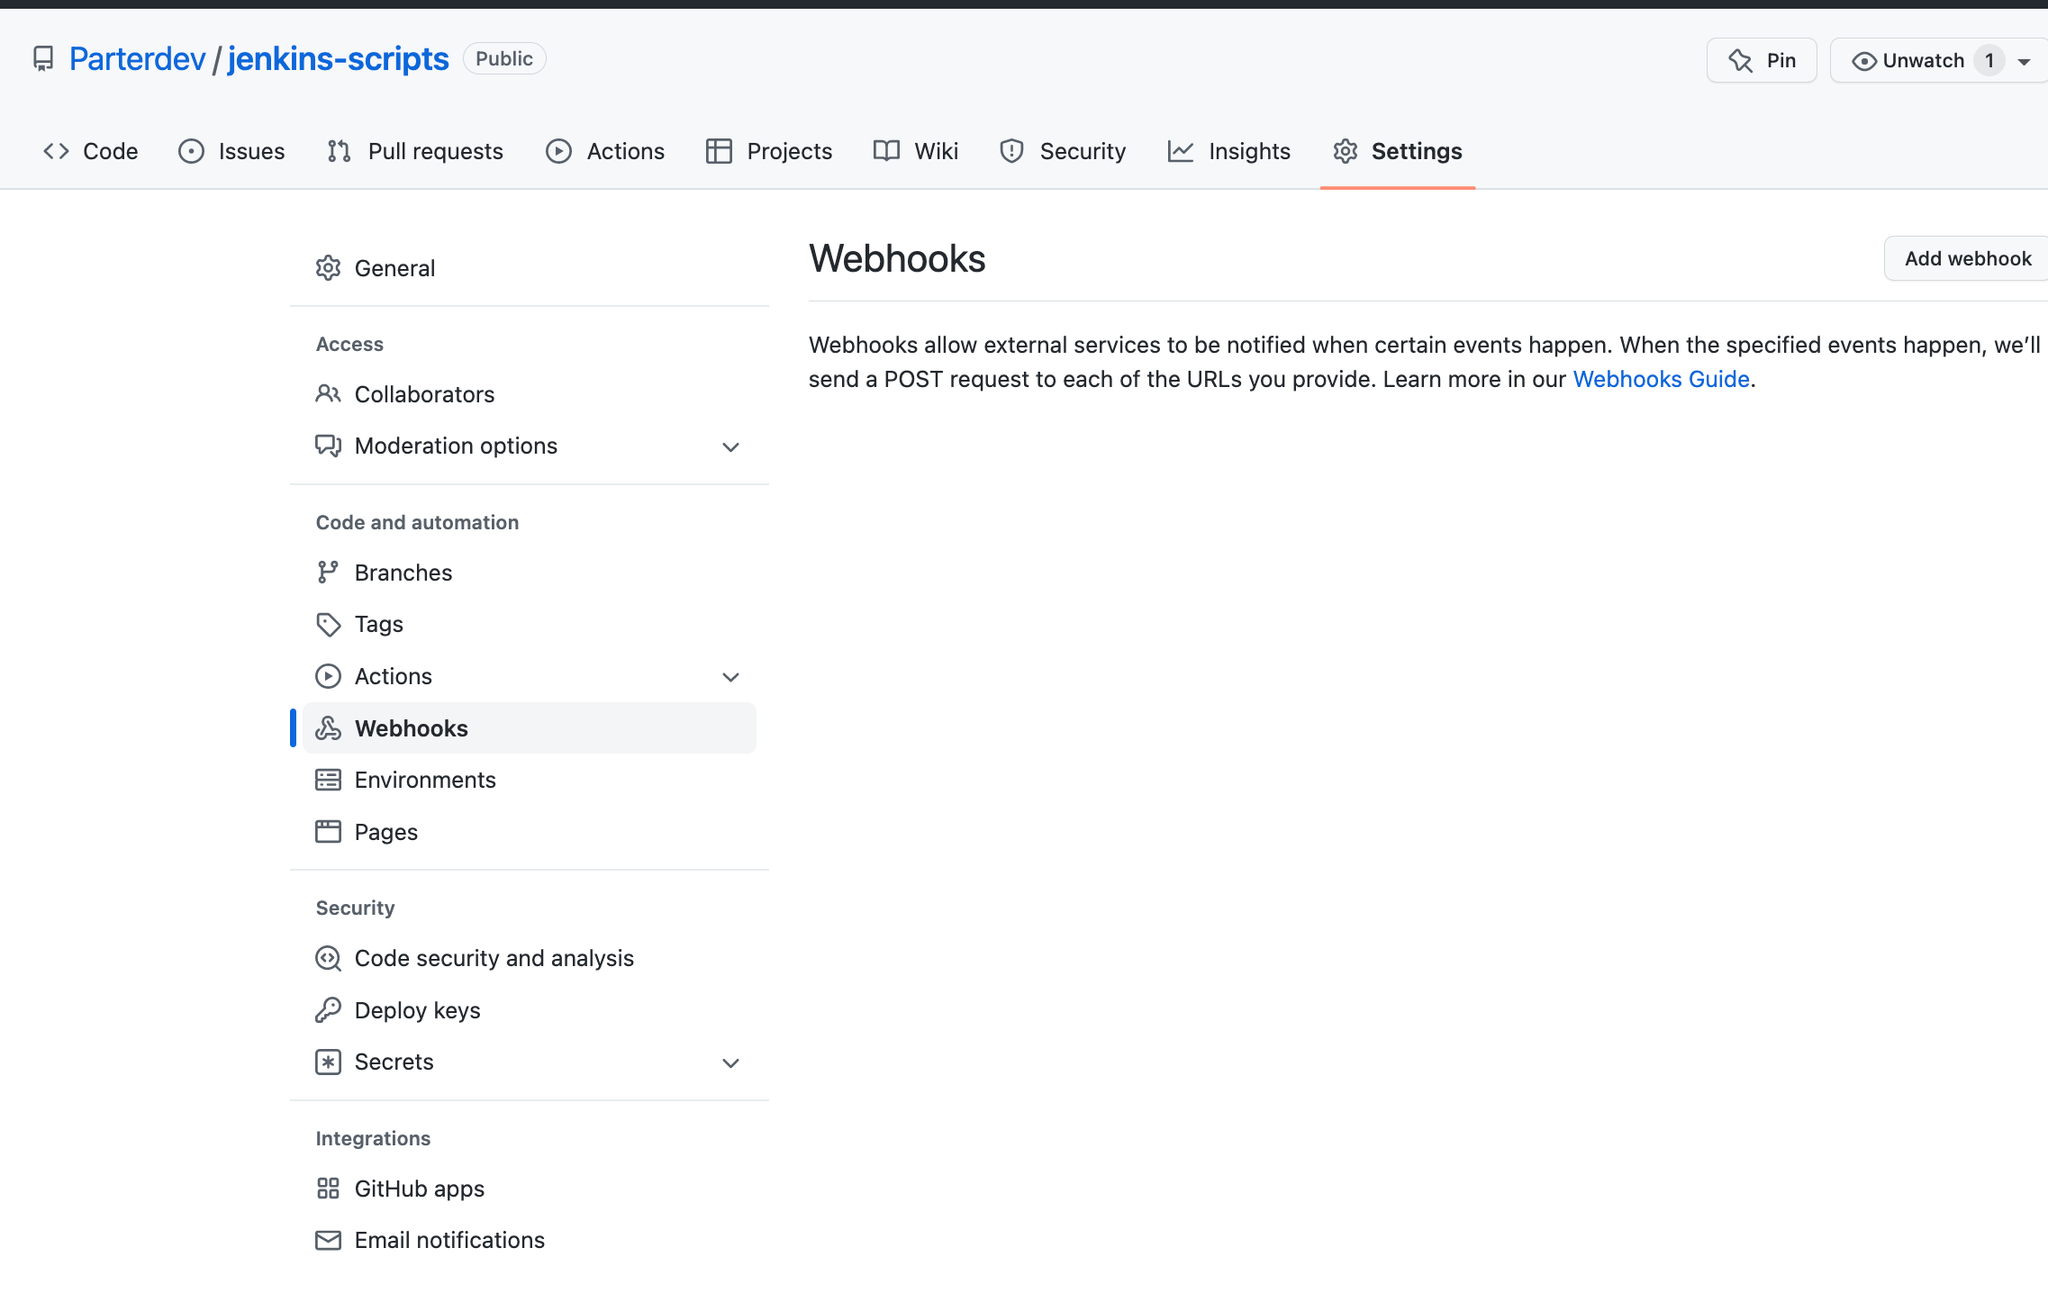 Parterdev / jenkins-scripts Public
Pin
Unwatch 1
Code Issues Pull requests Actions Projects Wiki Security Insights Settings
General
Access
Collaborators
Moderation options
Code and automation
Branches
Tags
Actions
Webhooks
Environments
Pages
Security
Code security and analysis
Deploy keys
Secrets
Integrations
GitHub apps
Email notifications
Webhooks
Add webhook
Webhooks allow external services to be notified when certain events happen. When the specified events happen, we’ll
send a POST request to each of the URLs you provide. Learn more in our Webhooks Guide.